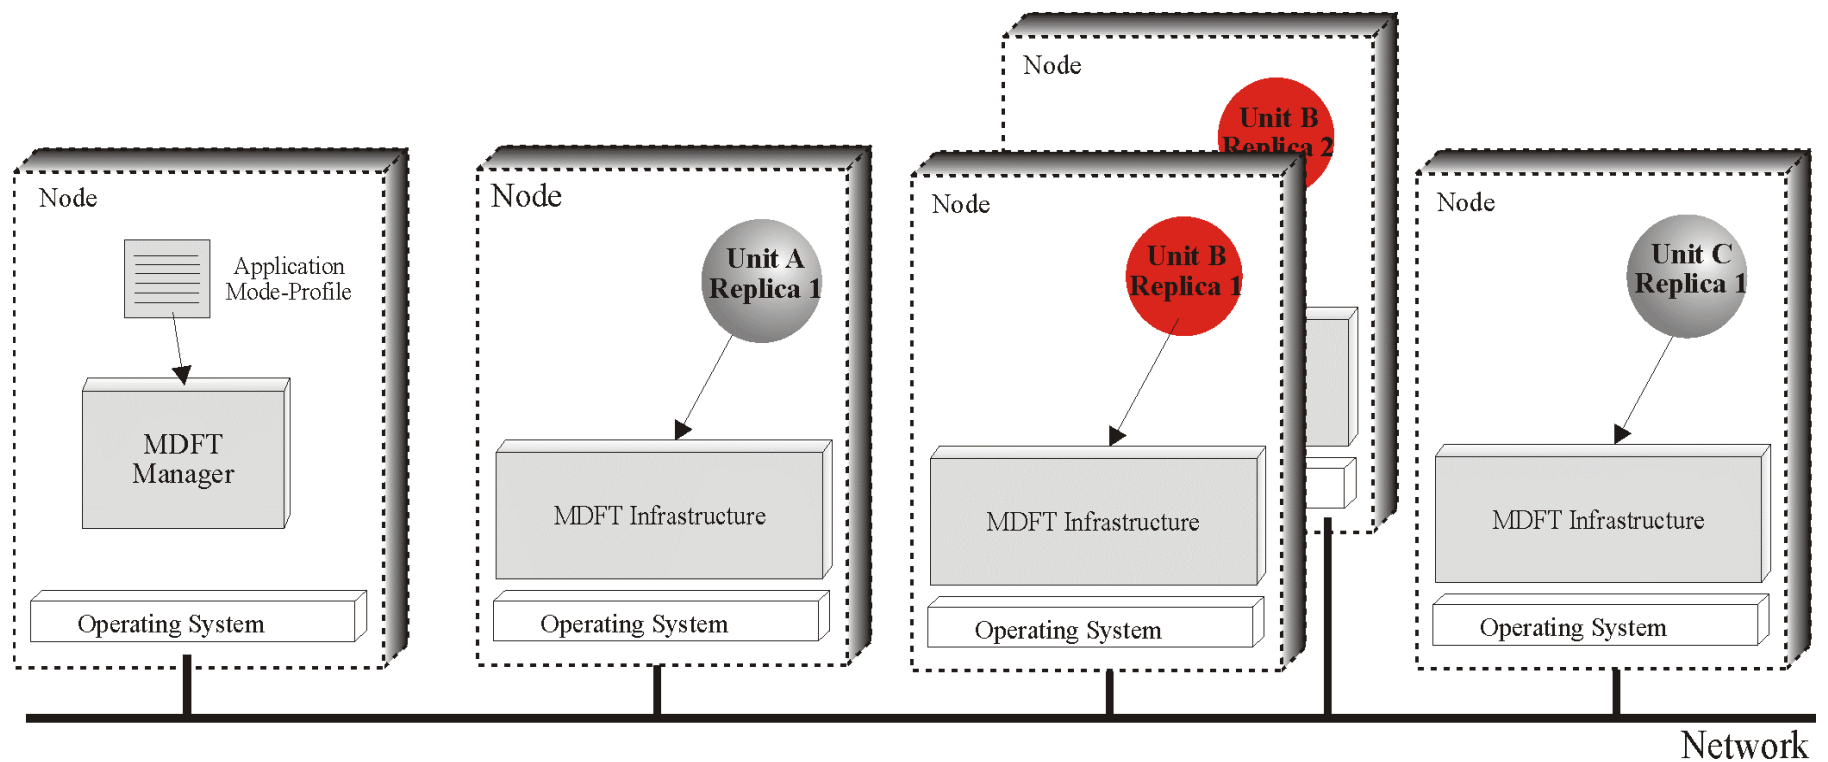 Node
Application
Mode-Profile
MDFT
Manager
Operating System
Node
Unit A
Replica 1
MDFT Infrastructure
Operating System
Node
Unit B
Replica 2
Node
Unit B
Replica 1
MDFT Infrastructure
Operating System
Node
Unit C
Replica 1
MDFT Infrastructure
Operating System
Network